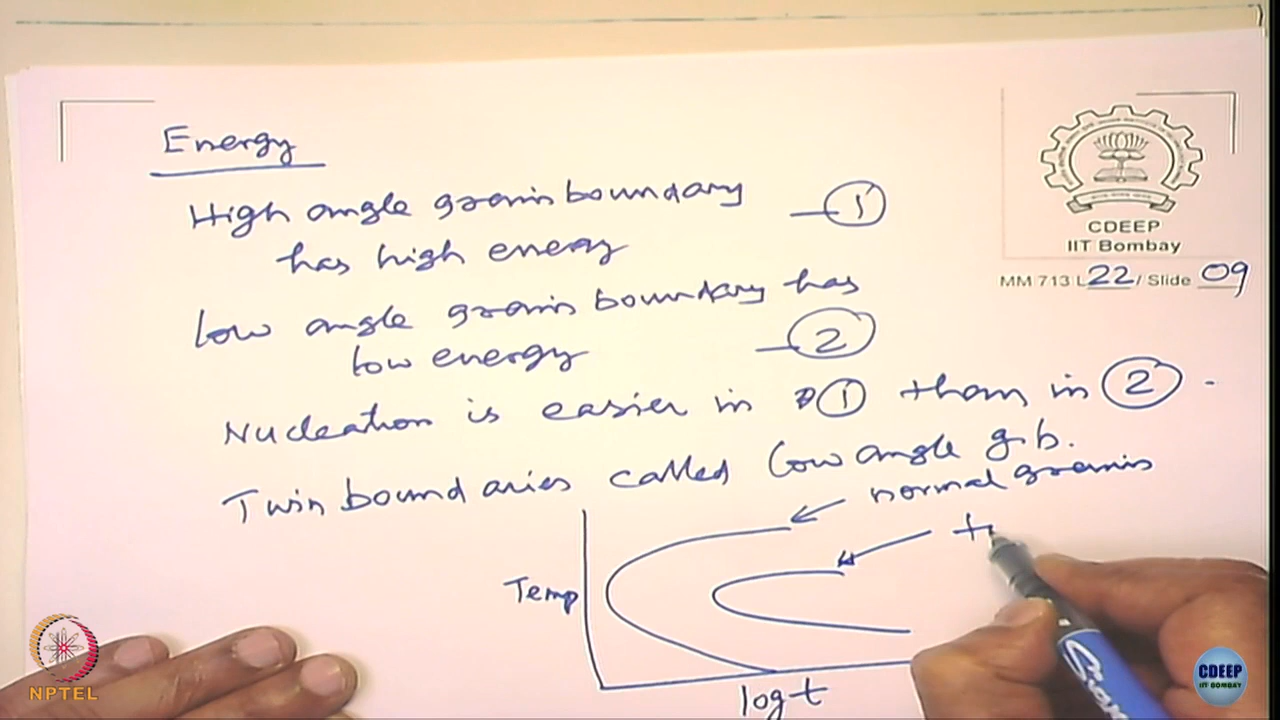 Energy
High angle grain boundary — 1
has high energy
CDEEP
IIT Bombay
MM 713 L 22 / Slide 09
Low angle grain boundary has
low energy — 2
Nucleation is easier in 1 than in 2.
Twin boundaries called low angle g.b.
normal grains
Temp
log t
NPTEL
CDEEP
IIT BOMBAY